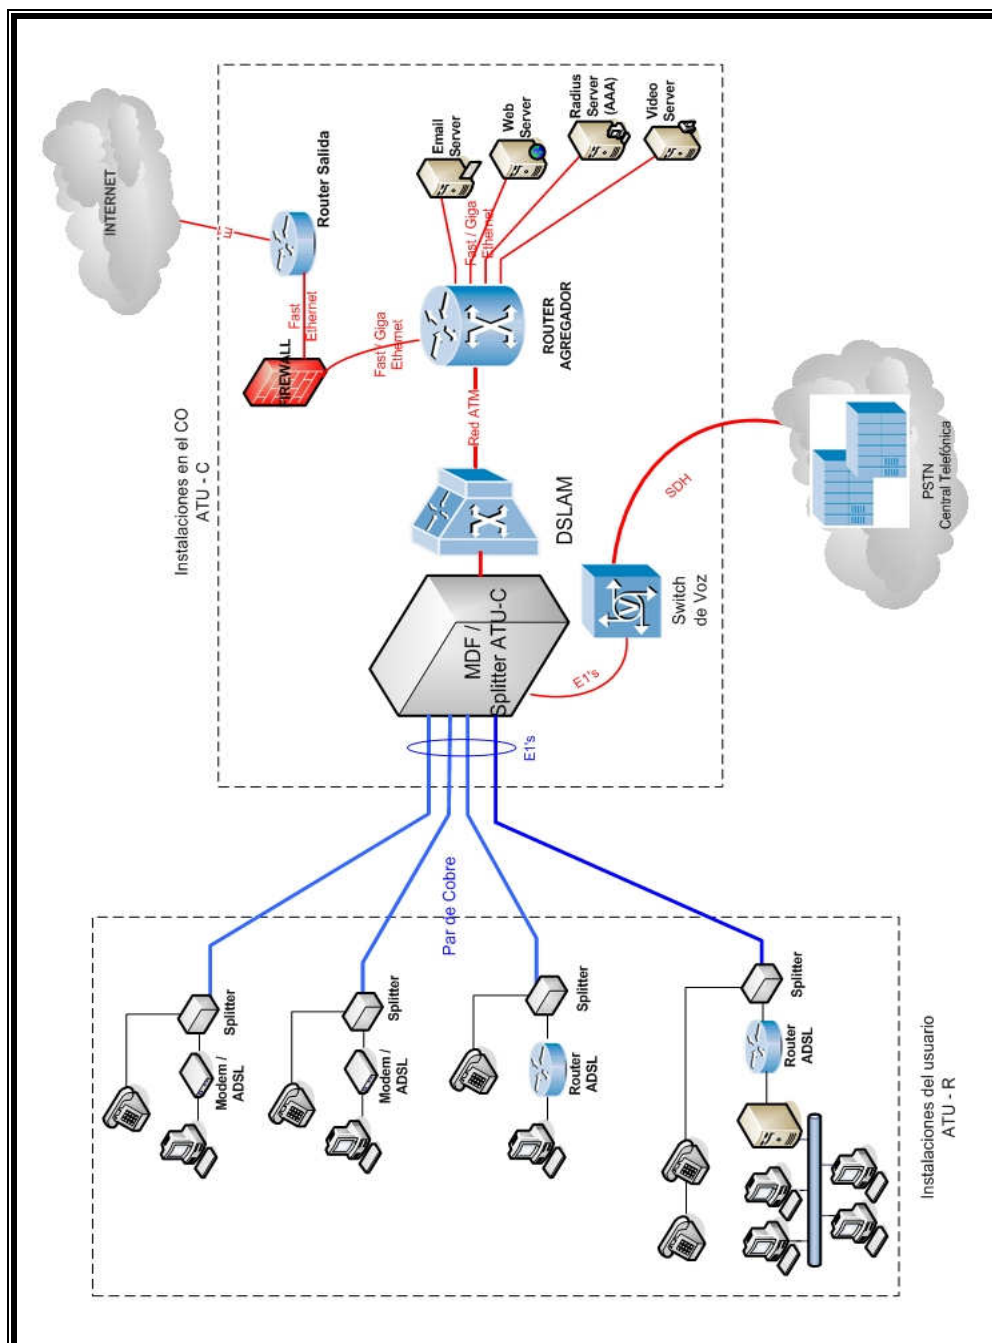 Instalaciones en el CO
ATU - C
INTERNET
E
Router Salida
Fast
Ethernet
FIREWALL
Fast / Giga
Ethernet
Email
Server
Web
Server
Radius
Server
(AAA)
Video
Server
Fast / Giga
Ethernet
ROUTER
AGREGADOR
Red ATM
DSLAM
MDF /
Splitter ATU-C
E1's
E1's
Switch
de Voz
SDH
PSTN
Central Telefónica
Par de Cobre
Splitter
Modem /
ADSL
Splitter
Modem /
ADSL
Splitter
Router
ADSL
Splitter
Router
ADSL
Instalaciones del usuario
ATU - R